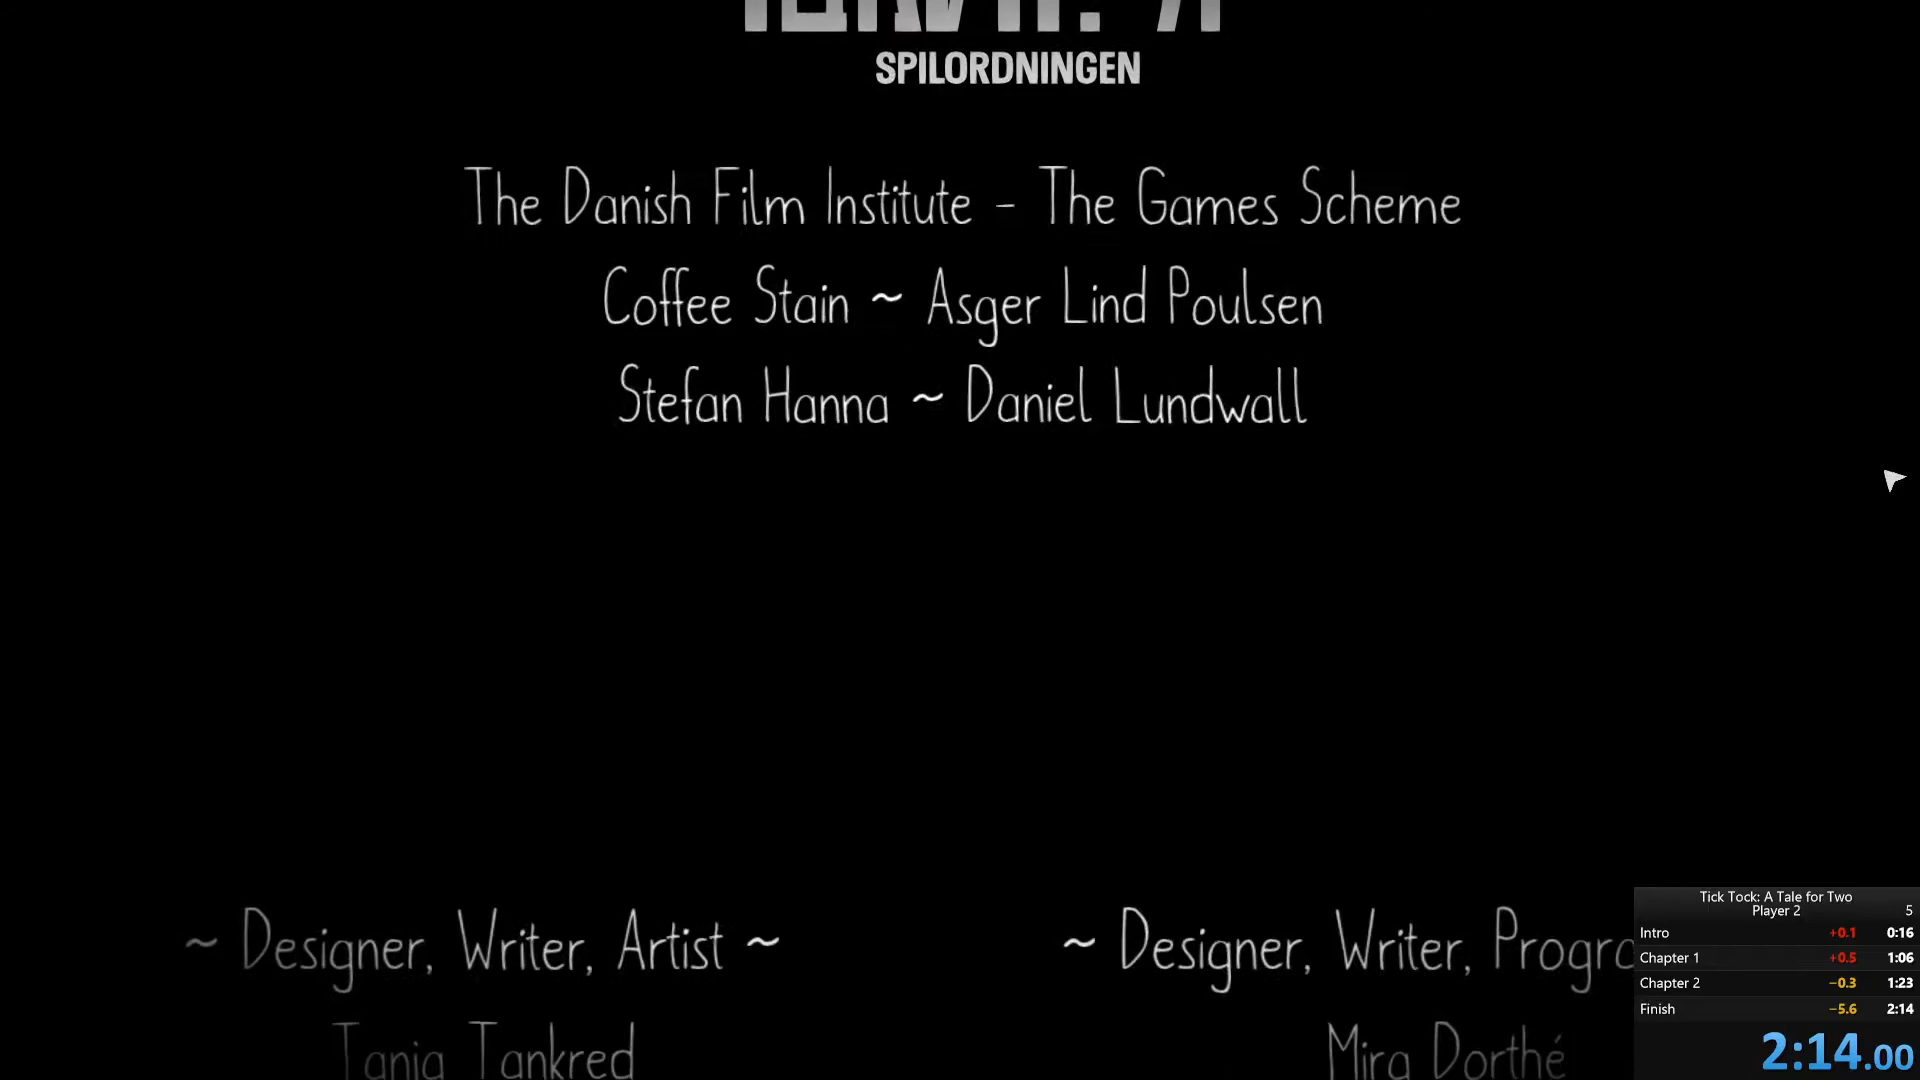 SPILORDNINGEN
The Danish Film Institute - The Games Scheme
Coffee Stain ~ Asger Lind Poulsen
Stefan Hanna ~ Daniel Lundwall
~ Designer, Writer, Artist ~
~ Designer, Writer, Progra
Tania Tankred
Mira Dorthé
Tick Tock: A Tale for Two
Player 2 5
Intro +0.1 0:16
Chapter 1 +0.5 1:06
Chapter 2 −0.3 1:23
Finish −5.6 2:14
2:14.00